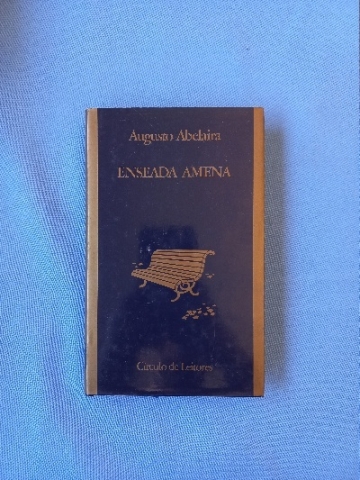 Augusto Abelaira
ENSEADA AMENA
Círculo de Leitores